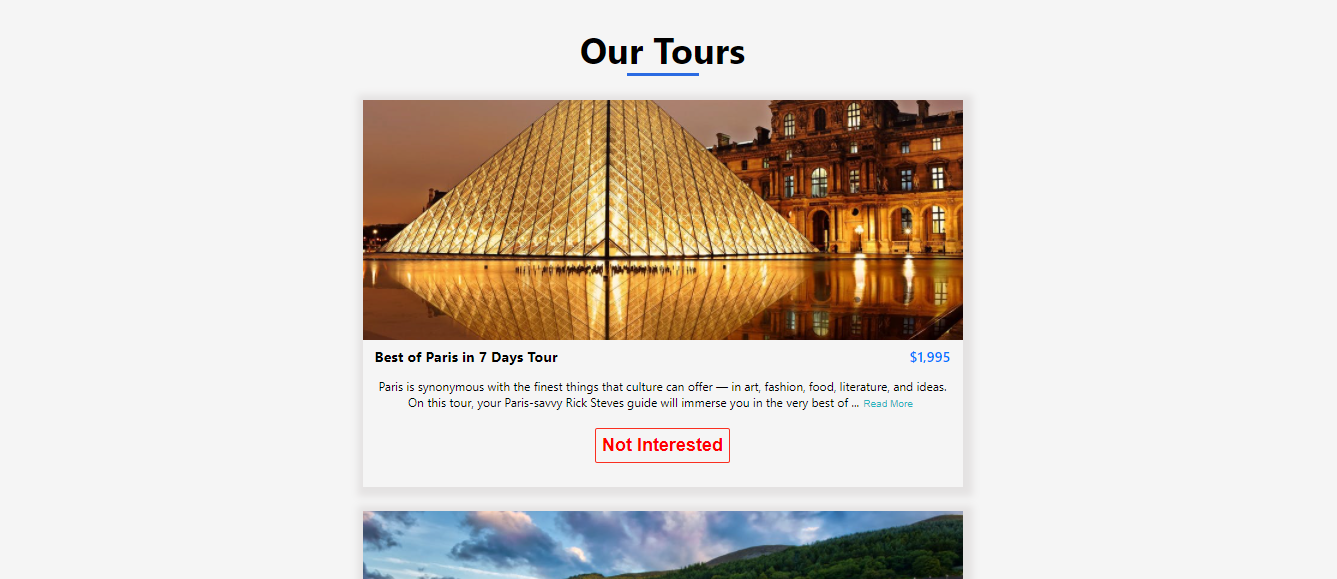 Our Tours
Best of Paris in 7 Days Tour
$1,995
Paris is synonymous with the finest things that culture can offer — in art, fashion, food, literature, and ideas.
On this tour, your Paris-savvy Rick Steves guide will immerse you in the very best of ... Read More
Not Interested